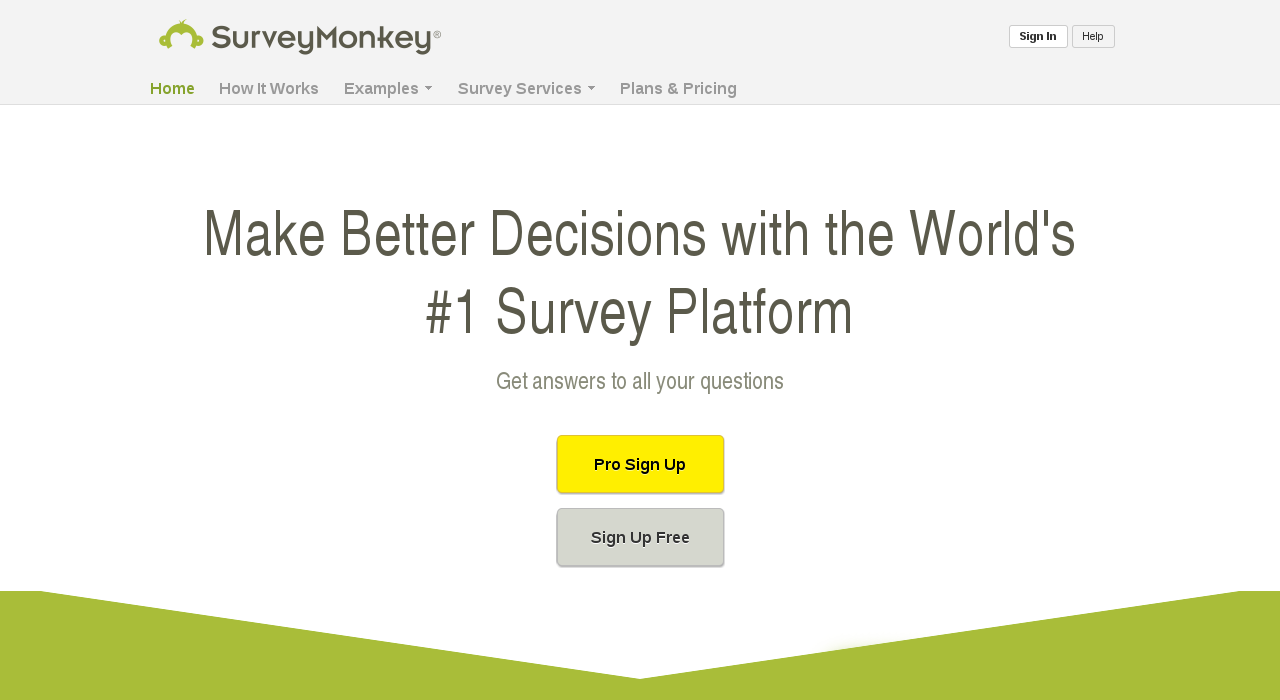 SurveyMonkey®
Sign In
Help
Home
How It Works
Examples
Survey Services
Plans & Pricing
Make Better Decisions with the World's
#1 Survey Platform
Get answers to all your questions
Pro Sign Up
Sign Up Free